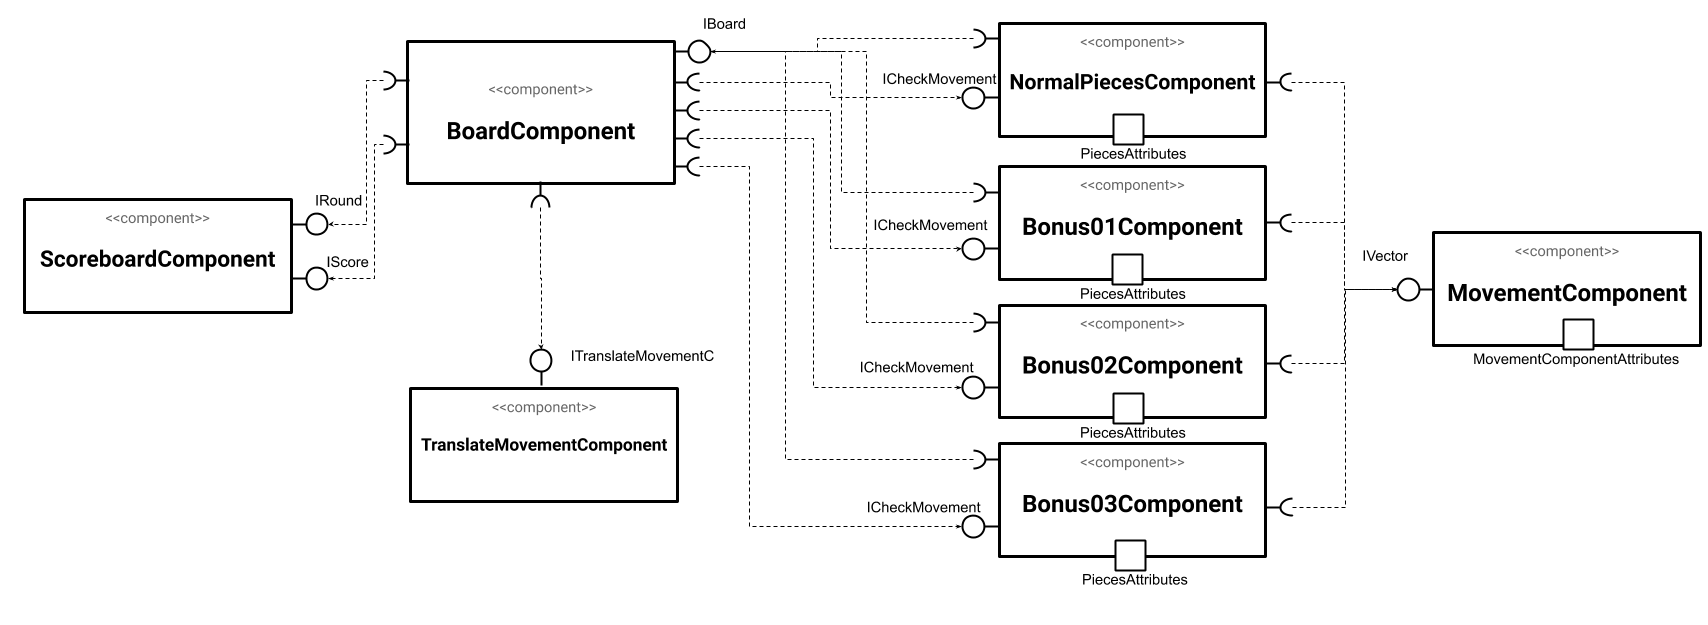 IBoard
<<component>>
BoardComponent
<<component>>
NormalPiecesComponent
ICheckMovement
PiecesAttributes
<<component>>
Bonus01Component
ICheckMovement
PiecesAttributes
<<component>>
ScoreboardComponent
IRound
IScore
ITranslateMovementC
<<component>>
TranslateMovementComponent
<<component>>
Bonus02Component
ICheckMovement
PiecesAttributes
<<component>>
Bonus03Component
ICheckMovement
PiecesAttributes
IVector
<<component>>
MovementComponent
MovementComponentAttributes